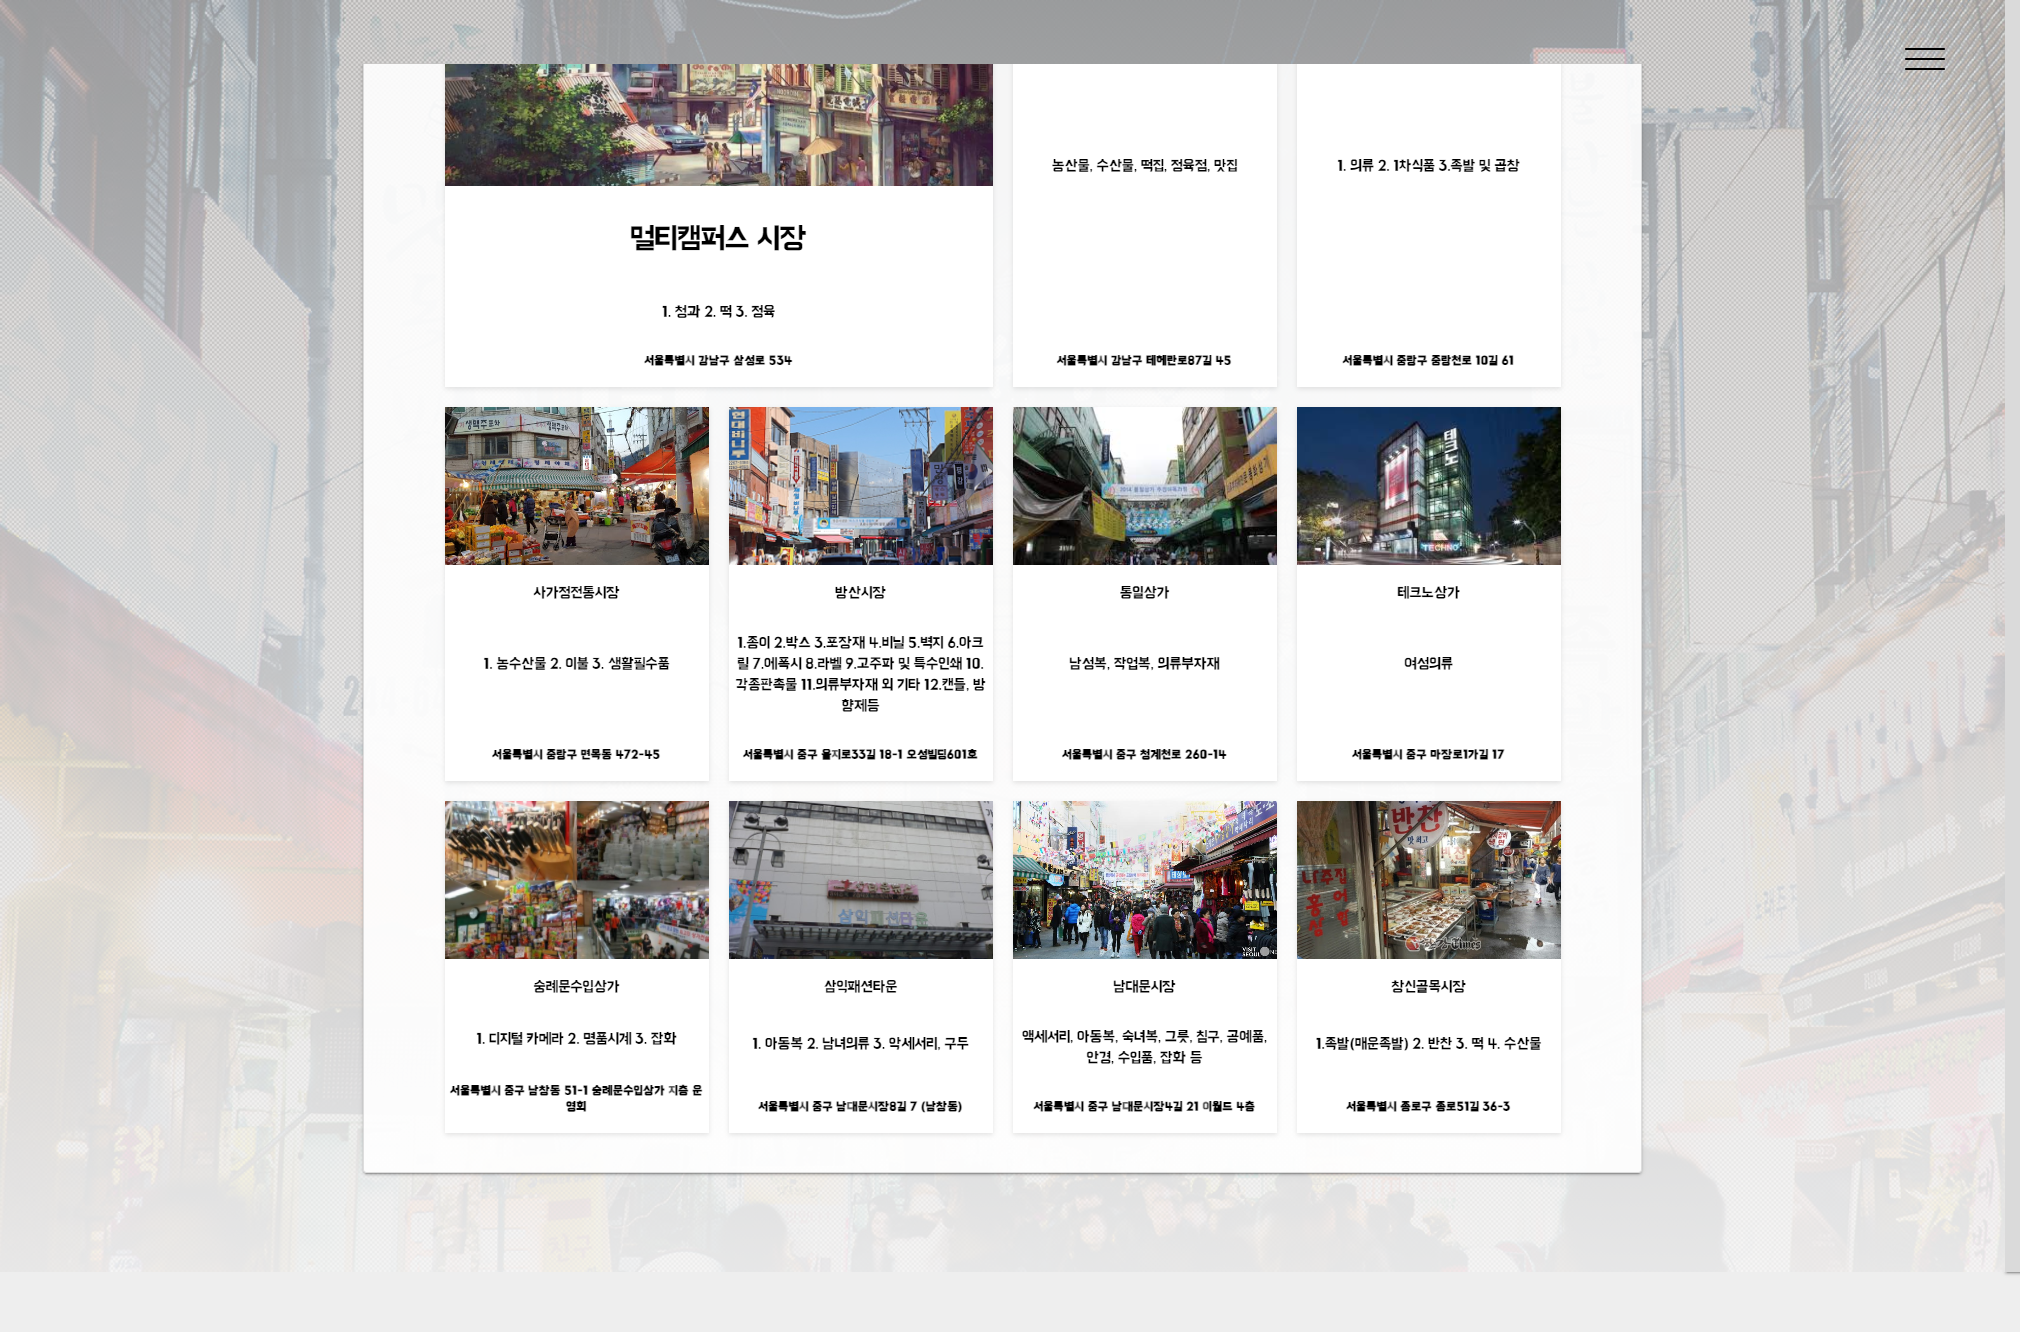 농산물, 수산물, 떡집, 정육점, 맛집
1. 의류 2. 1차식품 3.족발 및 곱창
멀티캠퍼스 시장
1. 청과 2. 떡 3. 정육
서울특별시 강남구 삼성로 534
서울특별시 강남구 테헤란로87길 45
서울특별시 중랑구 중랑천로 10길 61
현대비니루
테크노
TECHNO
사가정전통시장
방산시장
통일상가
테크노상가
1. 농수산물 2. 이불 3. 생활필수품
1.종이 2.박스 3.포장재 4.비닐 5.벽지 6.아크
릴 7.에폭시 8.라벨 9.고주파 및 특수인쇄 10.
각종판촉물 11.의류부자재 외 기타 12.캔들, 방
향제등
남성복, 작업복, 의류부자재
여성의류
서울특별시 중랑구 면목동 472-45
서울특별시 중구 을지로33길 18-1 오성빌딩601호
서울특별시 중구 청계천로 260-14
서울특별시 중구 마장로1가길 17
삼익패션타운
VISIT
SEOUL
반찬
Times
숭례문수입상가
삼익패션타운
남대문시장
창신골목시장
1. 디지털 카메라 2. 명품시계 3. 잡화
1. 아동복 2. 남녀의류 3. 악세서리, 구두
액세서리, 아동복, 숙녀복, 그릇, 침구, 공예품,
안경, 수입품, 잡화 등
1.족발(매운족발) 2. 반찬 3. 떡 4. 수산물
서울특별시 중구 남창동 51-1 숭례문수입상가 지층 운
영회
서울특별시 중구 남대문시장8길 7 (남창동)
서울특별시 중구 남대문시장4길 21 이월드 4층
서울특별시 종로구 종로51길 36-3